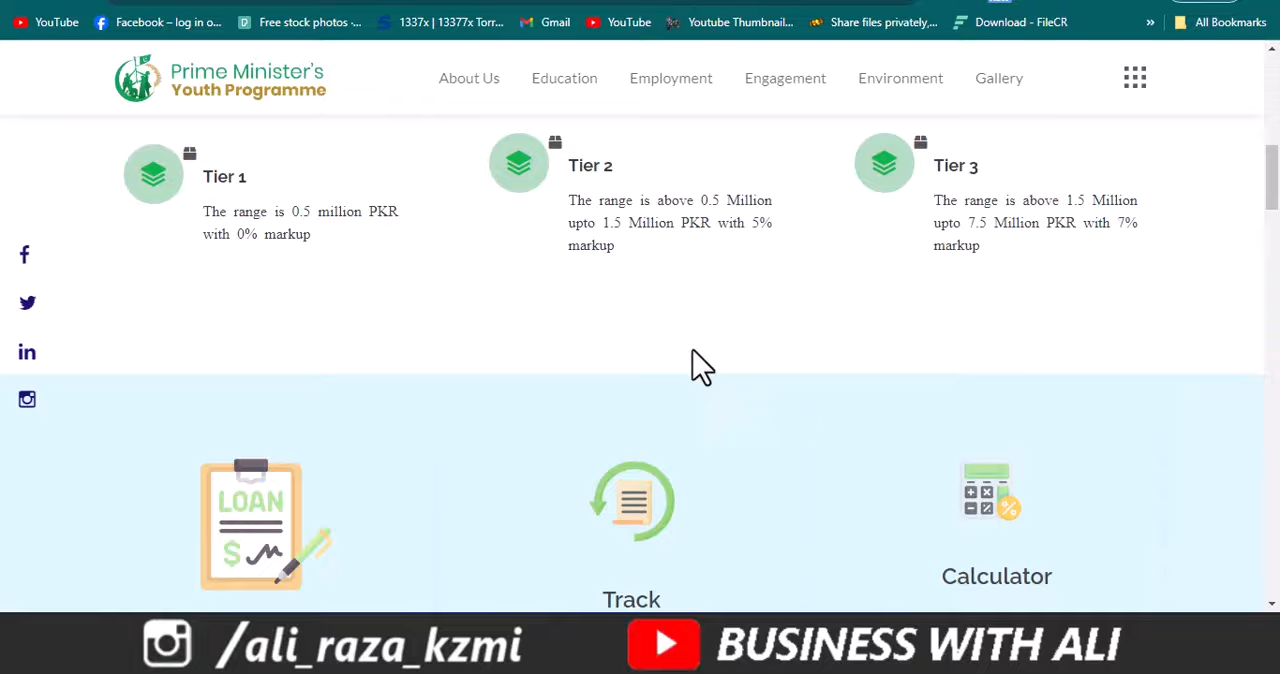 YouTube Facebook – log in o... Free stock photos ·... 1337x | 13377x Torr... Gmail YouTube Youtube Thumbnail... Share files privately,... Download - FileCR » All Bookmarks
Prime Minister's
Youth Programme
About Us Education Employment Engagement Environment Gallery
Tier 1
The range is 0.5 million PKR
with 0% markup
Tier 2
The range is above 0.5 Million
upto 1.5 Million PKR with 5%
markup
Tier 3
The range is above 1.5 Million
upto 7.5 Million PKR with 7%
markup
LOAN
$
Track
Calculator
/ali_raza_kzmi
BUSINESS WITH ALI